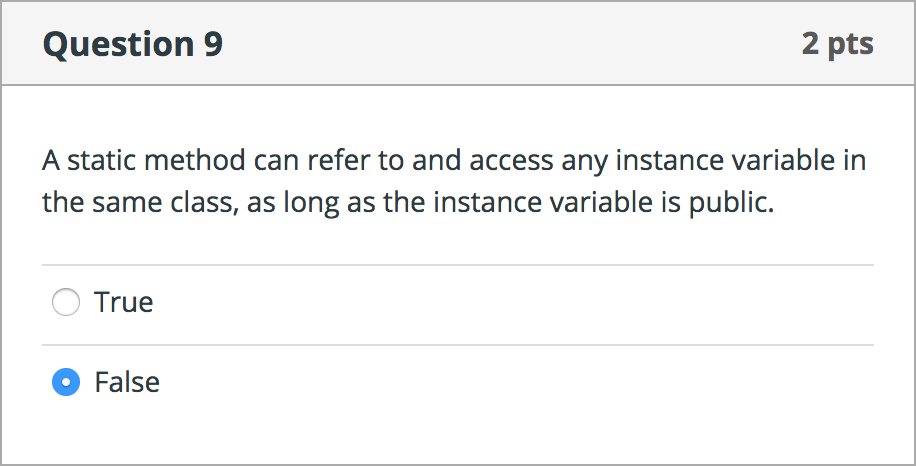 Question 9
2 pts
A static method can refer to and access any instance variable in
the same class, as long as the instance variable is public.
True
False